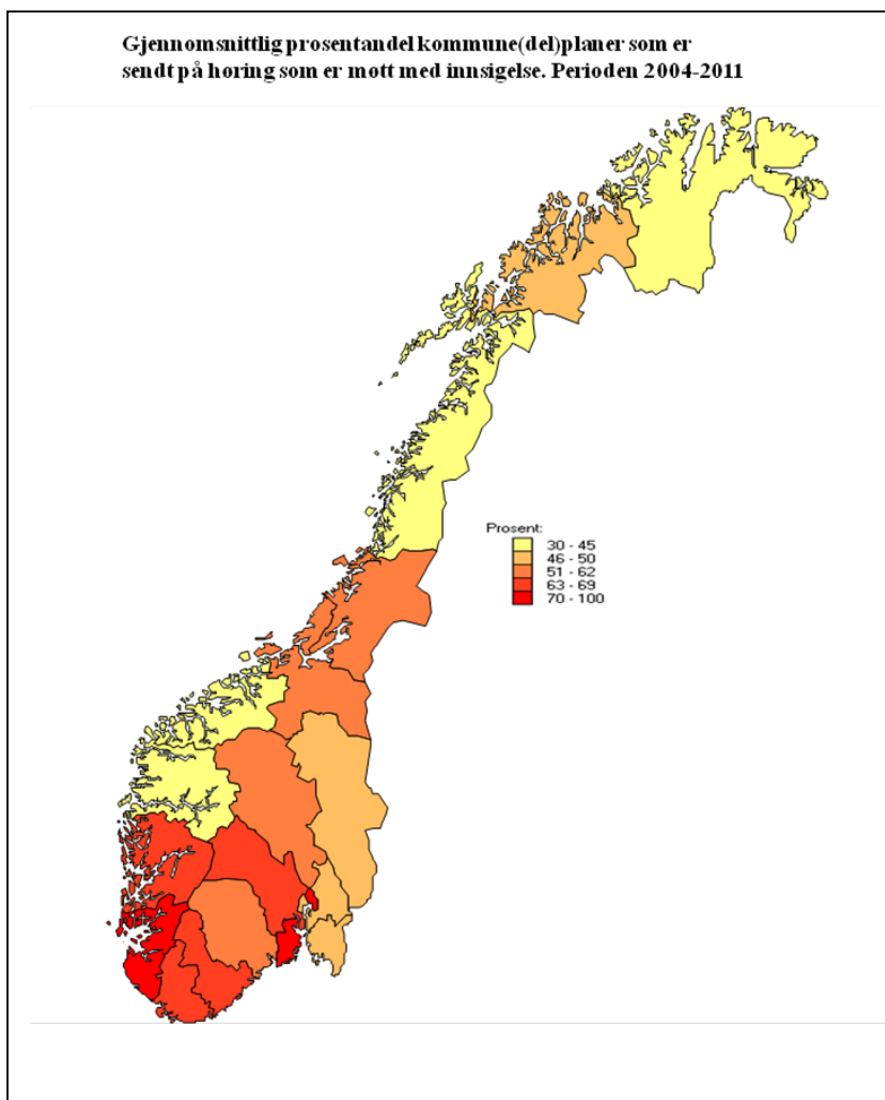 Gjennomsnittlig prosentandel kommune(del)planer som er
sendt på høring som er møtt med innsigelse. Perioden 2004-2011
Prosent:
30 - 45
46 - 50
51 - 62
63 - 69
70 - 100